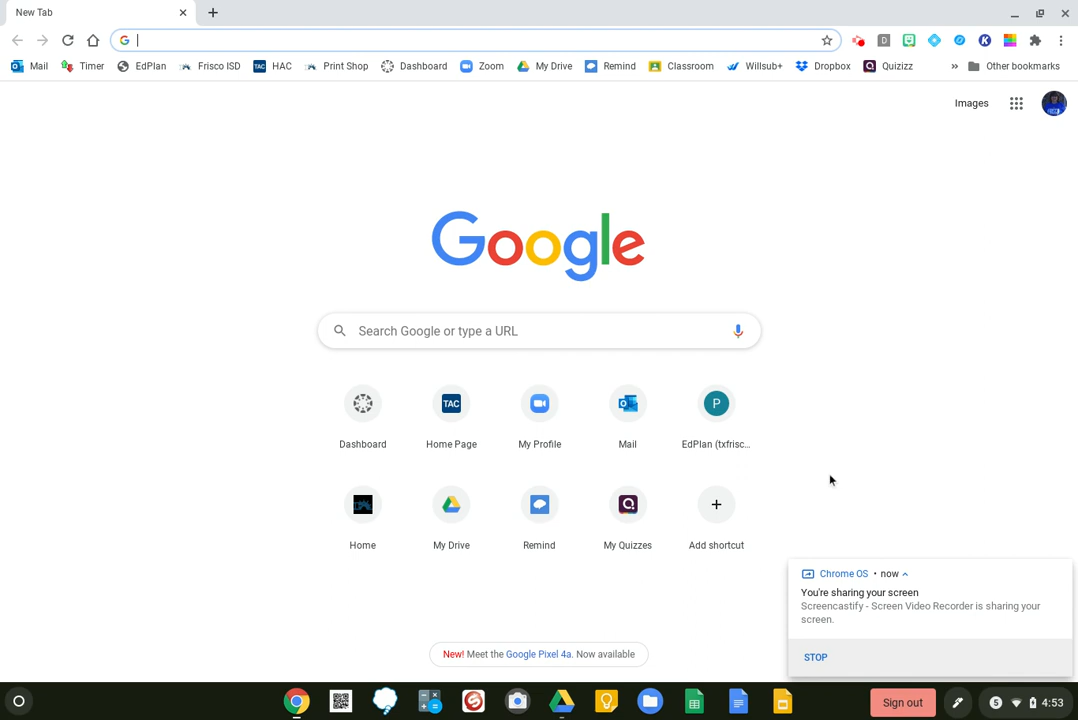 New Tab
Mail Timer EdPlan Frisco ISD HAC Print Shop Dashboard Zoom My Drive Remind Classroom Willsub+ Dropbox Quizizz » Other bookmarks
Images
Google
Search Google or type a URL
Dashboard Home Page My Profile Mail EdPlan (txfrisc...
Home My Drive Remind My Quizzes Add shortcut
Chrome OS • now
You're sharing your screen
Screencastify - Screen Video Recorder is sharing your
screen.
STOP
New! Meet the Google Pixel 4a. Now available
Sign out 5 4:53